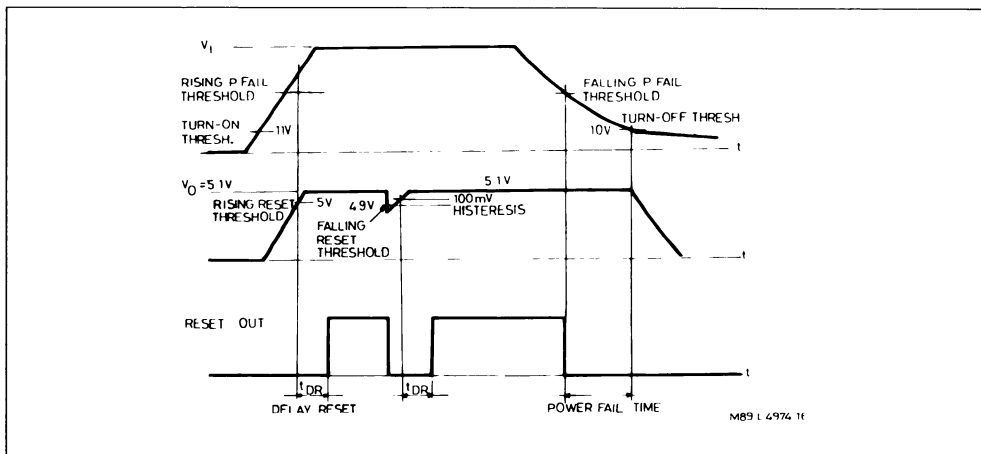 VI
RISING P FAIL
THRESHOLD
FALLING P FAIL
THRESHOLD
TURN-ON
THRESH.
11V
10V
TURN-OFF THRESH
t
VO =5 1V
5 1V
RISING RESET
THRESHOLD
5V
4 9V
100mV
HISTERESIS
FALLING
RESET
THRESHOLD
t
RESET OUT
t
tDR
tDR
DELAY RESET
POWER FAIL TIME